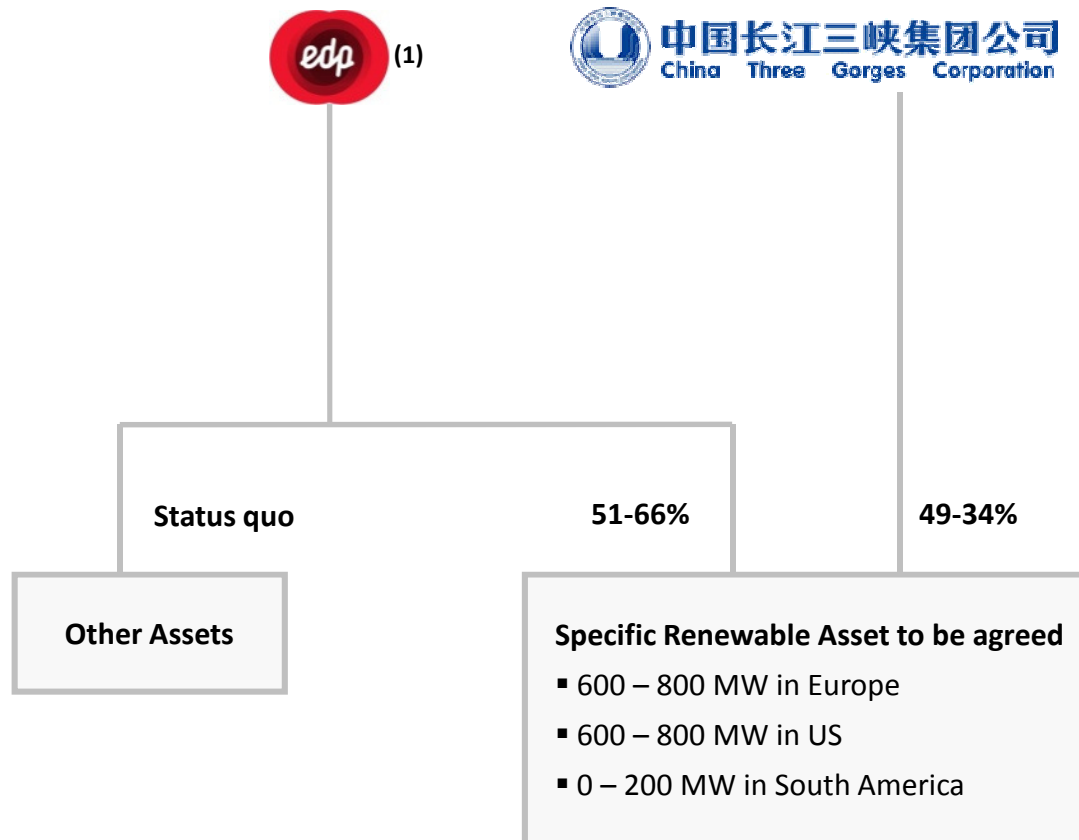 edp (1)
中国长江三峡集团公司
China Three Gorges Corporation
Status quo
51-66%
49-34%
Other Assets
Specific Renewable Asset to be agreed
▪ 600 – 800 MW in Europe
▪ 600 – 800 MW in US
▪ 0 – 200 MW in South America